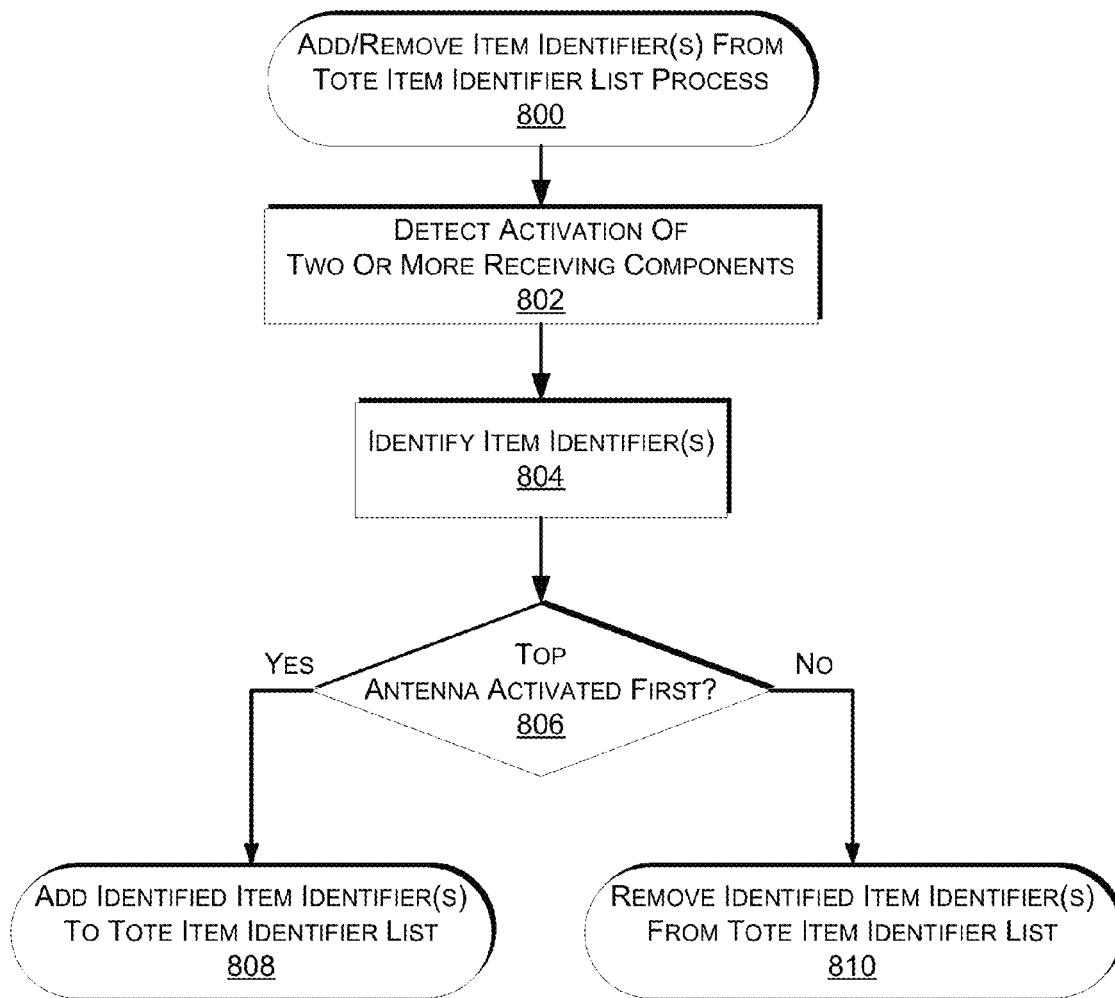 ADD/REMOVE ITEM IDENTIFIER(S) FROM
TOTE ITEM IDENTIFIER LIST PROCESS
800
DETECT ACTIVATION OF
TWO OR MORE RECEIVING COMPONENTS
802
IDENTIFY ITEM IDENTIFIER(S)
804
TOP
ANTENNA ACTIVATED FIRST?
806
YES
NO
ADD IDENTIFIED ITEM IDENTIFIER(S)
TO TOTE ITEM IDENTIFIER LIST
808
REMOVE IDENTIFIED ITEM IDENTIFIER(S)
FROM TOTE ITEM IDENTIFIER LIST
810